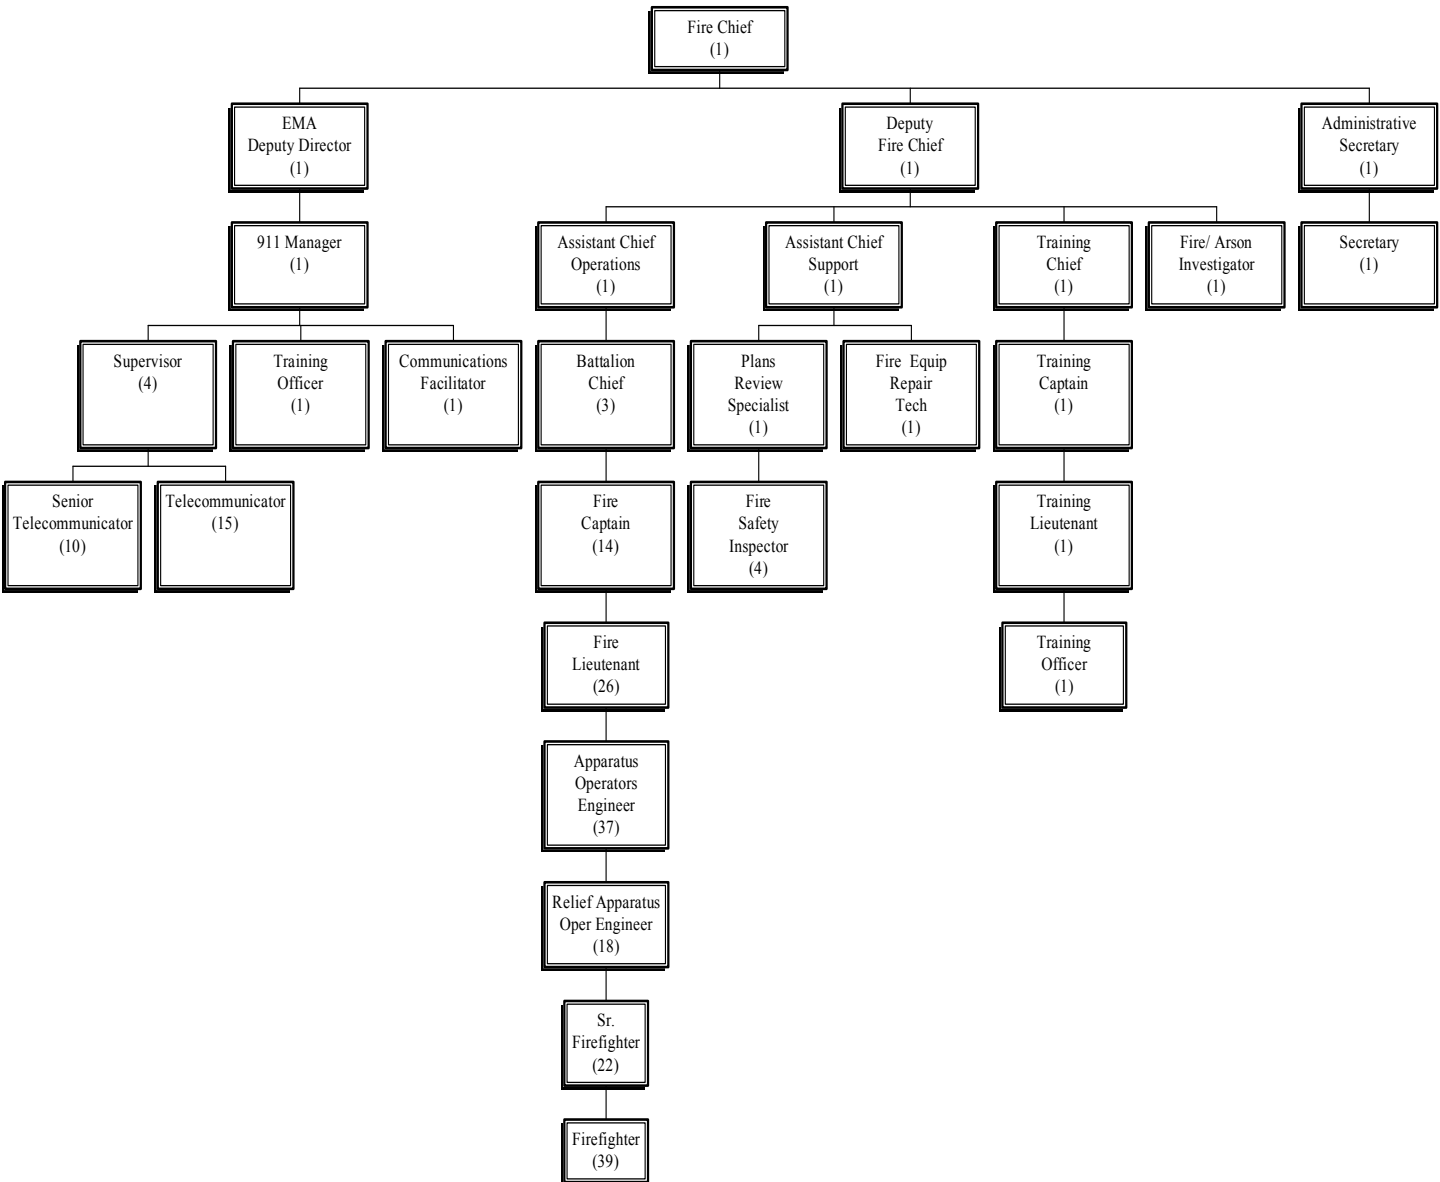 Fire Chief
(1)
EMA
Deputy Director
(1)
Deputy
Fire Chief
(1)
Administrative
Secretary
(1)
911 Manager
(1)
Assistant Chief
Operations
(1)
Assistant Chief
Support
(1)
Training
Chief
(1)
Fire/ Arson
Investigator
(1)
Secretary
(1)
Supervisor
(4)
Training
Officer
(1)
Communications
Facilitator
(1)
Battalion
Chief
(3)
Plans
Review
Specialist
(1)
Fire Equip
Repair
Tech
(1)
Training
Captain
(1)
Senior
Telecommunicator
(10)
Telecommunicator
(15)
Fire
Captain
(14)
Fire
Safety
Inspector
(4)
Training
Lieutenant
(1)
Fire
Lieutenant
(26)
Training
Officer
(1)
Apparatus
Operators
Engineer
(37)
Relief Apparatus
Oper Engineer
(18)
Sr.
Firefighter
(22)
Firefighter
(39)